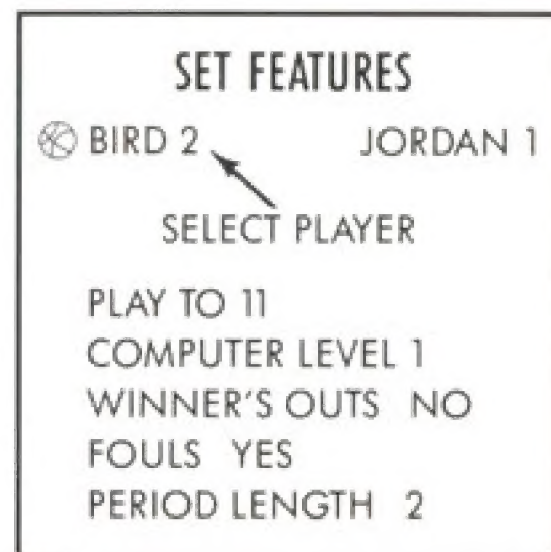 SET FEATURES
BIRD 2 JORDAN 1
SELECT PLAYER
PLAY TO 11
COMPUTER LEVEL 1
WINNER'S OUTS NO
FOULS YES
PERIOD LENGTH 2